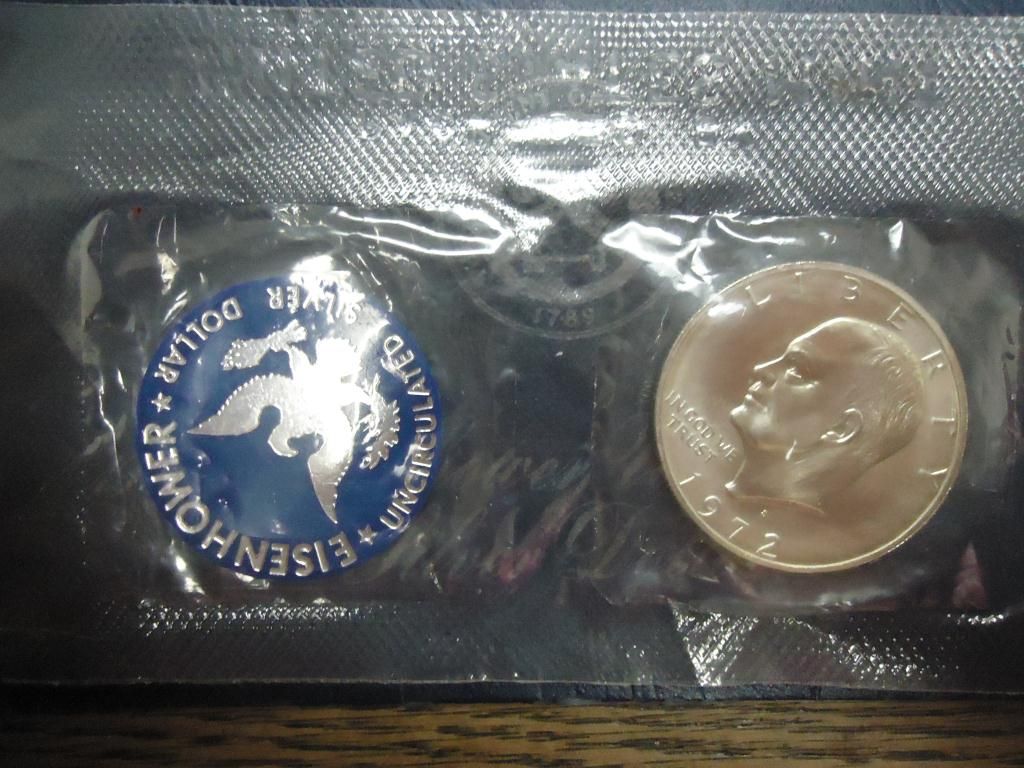 EISENHOWER ★ DOLLAR
SILVER
UNCIRCULATED ★
1789
LIBERTY
IN GOD WE
TRUST
1972